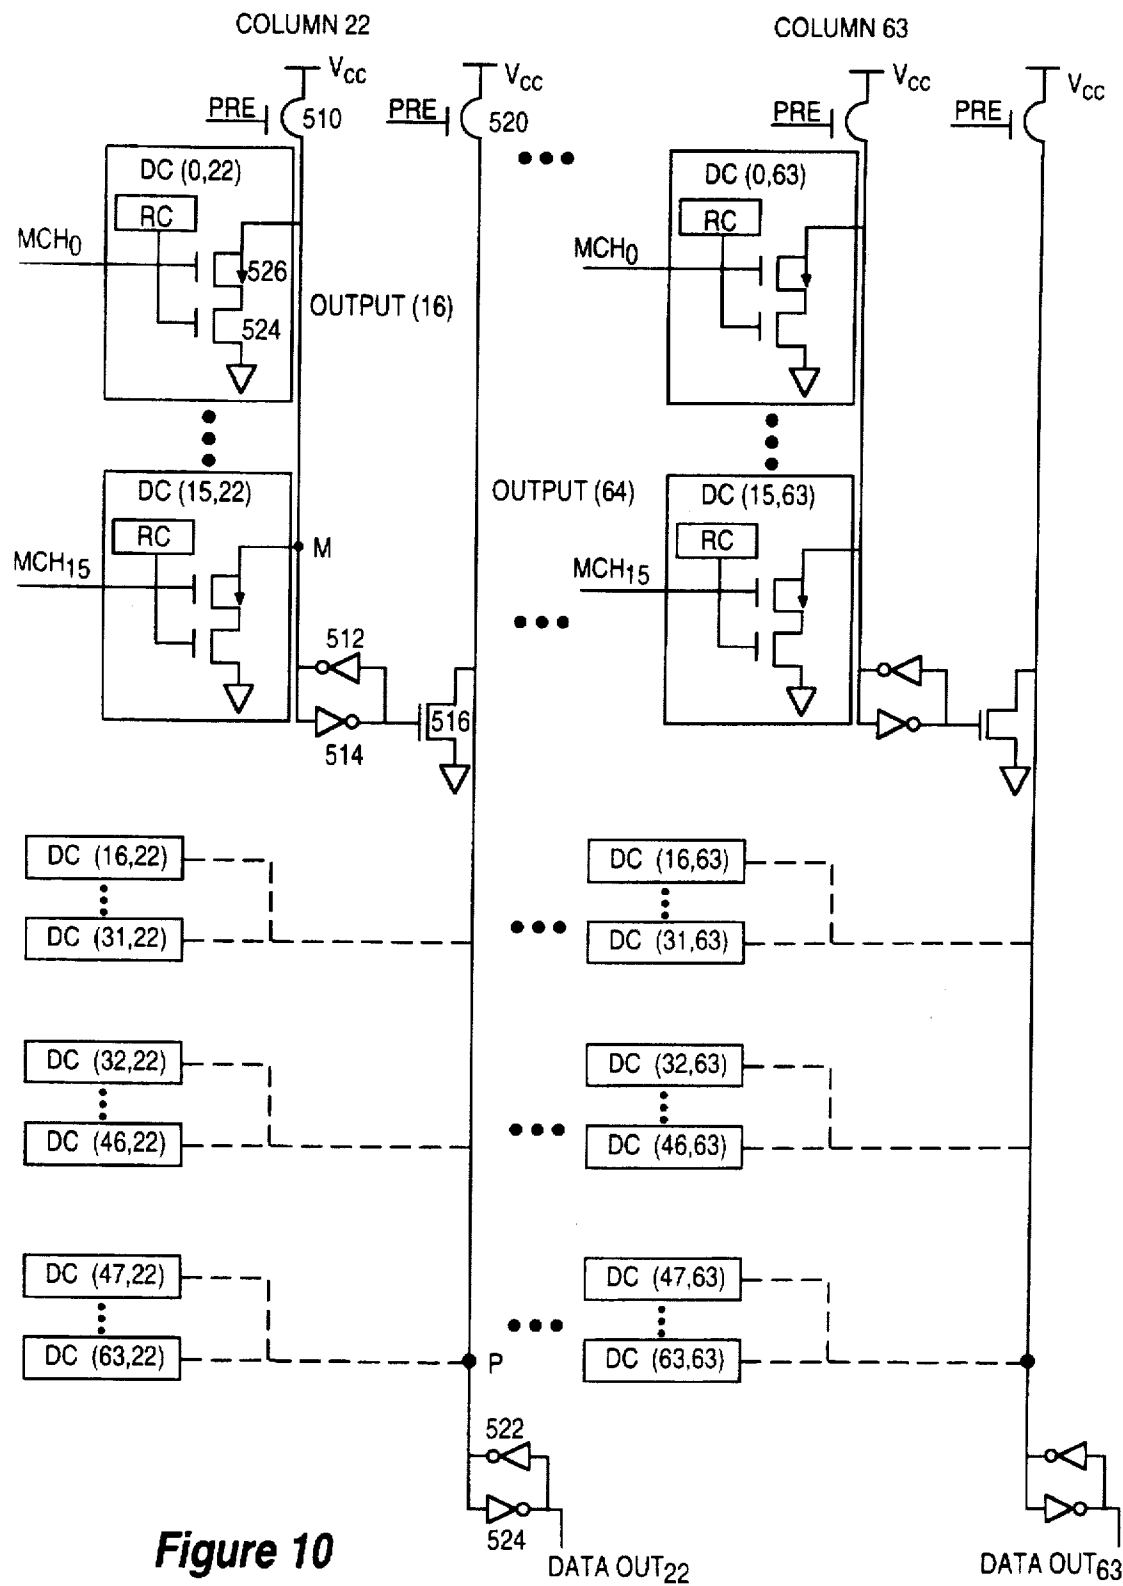 COLUMN 22
COLUMN 63
VCC
VCC
VCC
VCC
PRE
510
PRE
520
PRE
PRE
DC (0,22)
RC
MCH0
526
524
OUTPUT (16)
DC (0,63)
RC
MCH0
DC (15,22)
RC
MCH15
M
OUTPUT (64)
DC (15,63)
RC
MCH15
512
516
514
DC (16,22)
DC (31,22)
DC (16,63)
DC (31,63)
DC (32,22)
DC (46,22)
DC (32,63)
DC (46,63)
DC (47,22)
DC (63,22)
P
DC (47,63)
DC (63,63)
522
524
DATA OUT22
DATA OUT63
Figure 10